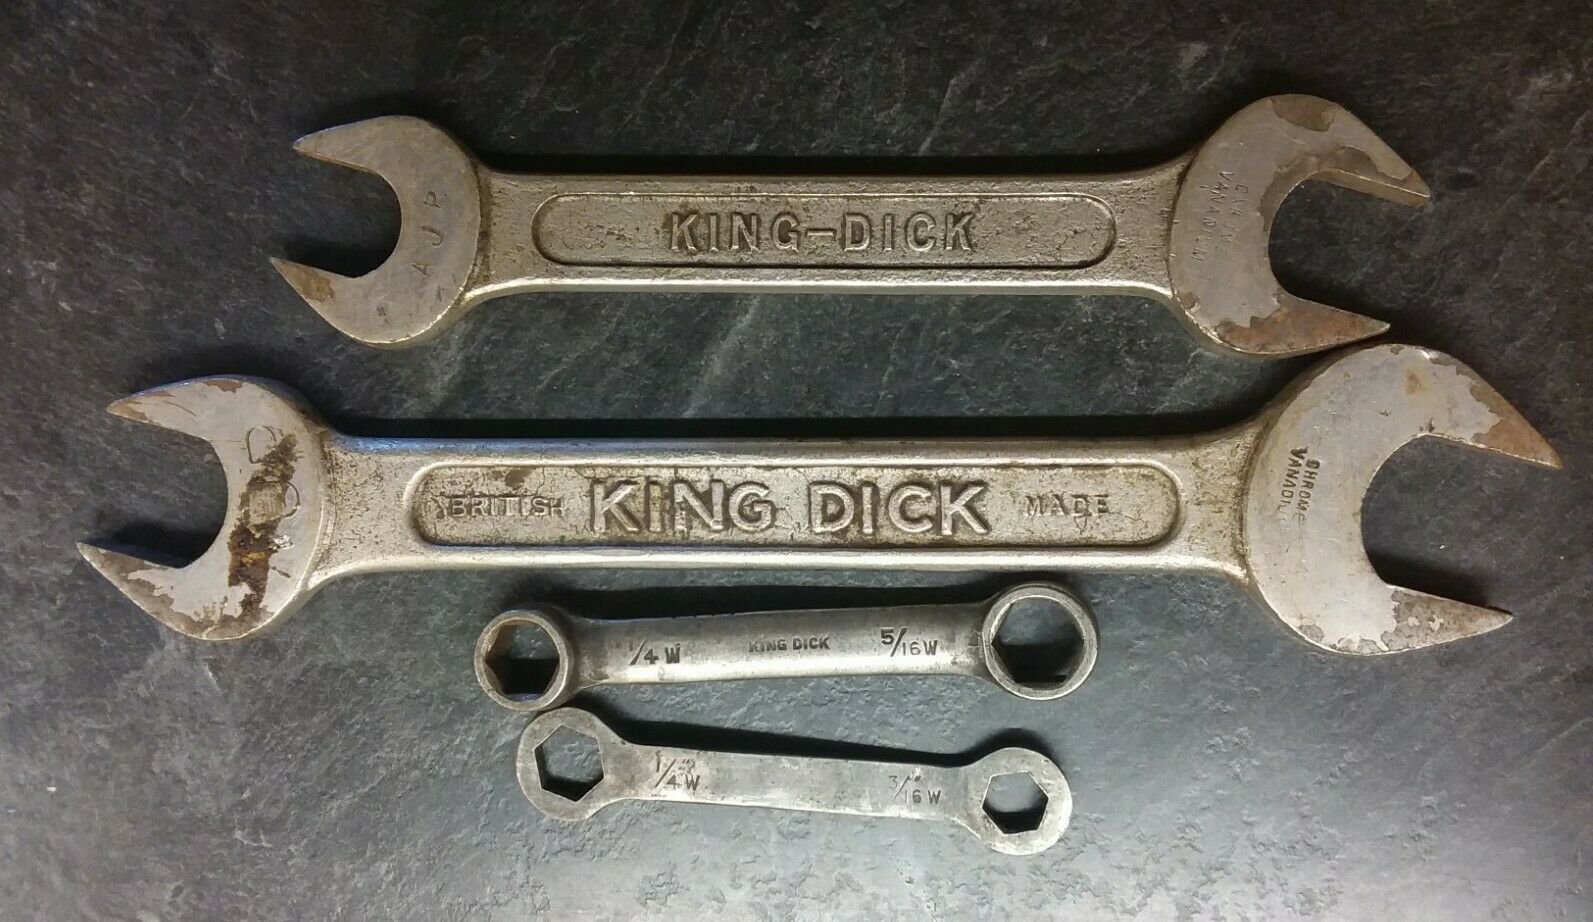 AJP
KING-DICK
VANADIUM
BRITISH KING DICK MADE
CHROME
VANADIUM
1/4 W KING DICK 5/16 W
1/4" W 3/16" W